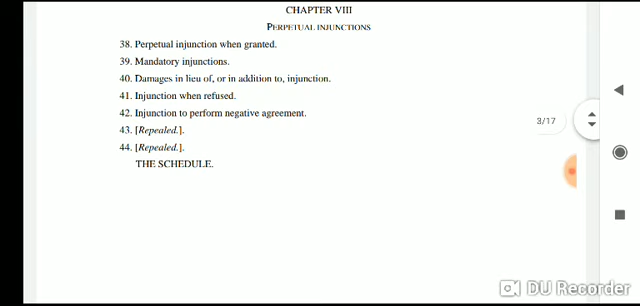 CHAPTER VIII
PERPETUAL INJUNCTIONS
38. Perpetual injunction when granted.
39. Mandatory injunctions.
40. Damages in lieu of, or in addition to, injunction.
41. Injunction when refused.
42. Injunction to perform negative agreement.
43. [Repealed.].
44. [Repealed.].
THE SCHEDULE.
3/17
DU Recorder